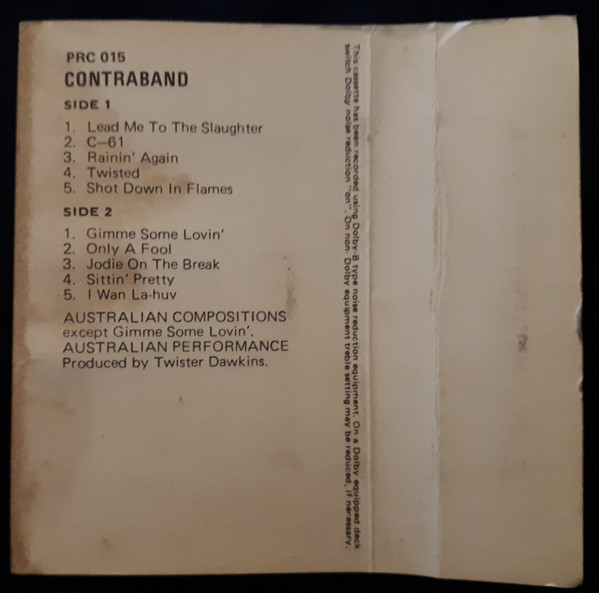 PRC 015
CONTRABAND
SIDE 1
1. Lead Me To The Slaughter
2. C–61
3. Rainin' Again
4. Twisted
5. Shot Down In Flames
SIDE 2
1. Gimme Some Lovin'
2. Only A Fool
3. Jodie On The Break
4. Sittin' Pretty
5. I Wan La-huv
AUSTRALIAN COMPOSITIONS
except Gimme Some Lovin'.
AUSTRALIAN PERFORMANCE
Produced by Twister Dawkins.
This cassette has been recorded using Dolby-B type noise reduction equipment. On a Dolby equipped deck
switch Dolby noise reduction "on". On non-Dolby equipment treble setting may be reduced, if necessary.